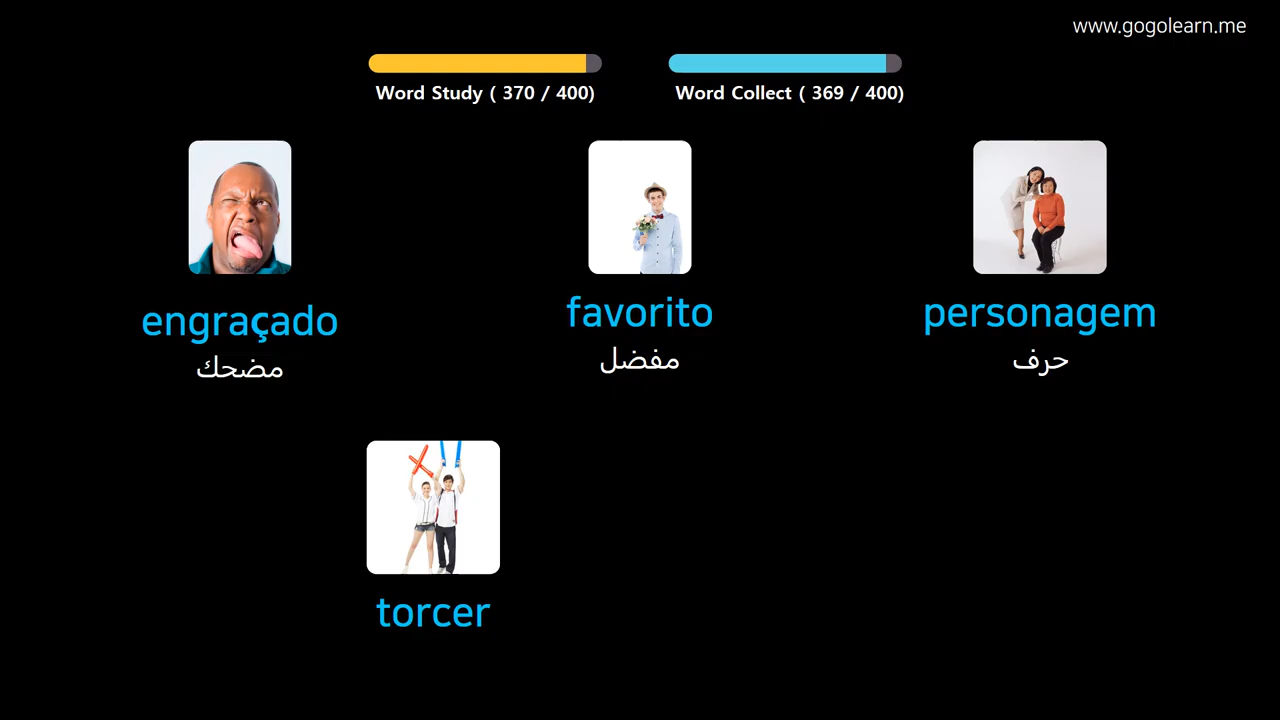 www.gogolearn.me
Word Study ( 370 / 400)
Word Collect ( 369 / 400)
engraçado
مضحك
favorito
مفضل
personagem
حرف
torcer